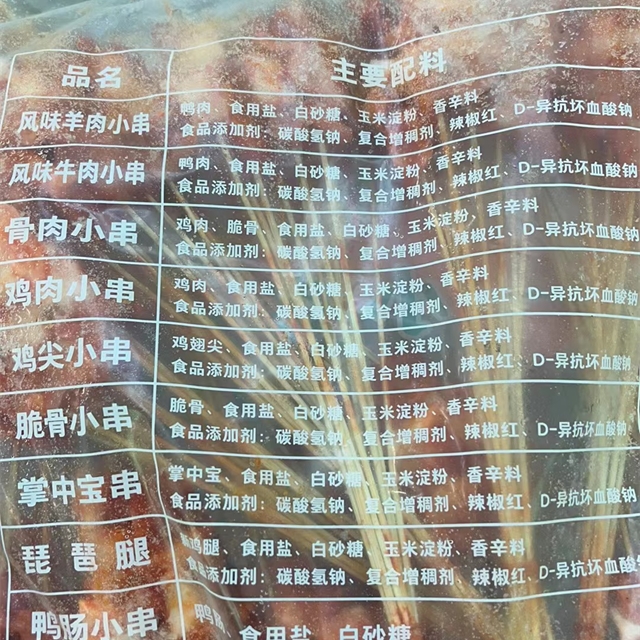 品名 主要配料
风味羊肉小串 鸭肉、食用盐、白砂糖、玉米淀粉、香辛料
食品添加剂：碳酸氢钠、复合增稠剂、辣椒红、D-异抗坏血酸钠
风味牛肉小串 鸭肉、食用盐、白砂糖、玉米淀粉、香辛料
食品添加剂：碳酸氢钠、复合增稠剂、辣椒红、D-异抗坏血酸钠
骨肉小串 鸡肉、脆骨、食用盐、白砂糖、玉米淀粉、香辛料
食品添加剂：碳酸氢钠、复合增稠剂、辣椒红、D-异抗坏血酸钠
鸡肉小串 鸡肉、食用盐、白砂糖、玉米淀粉、香辛料
食品添加剂：碳酸氢钠、复合增稠剂、辣椒红、D-异抗坏血酸钠
鸡尖小串 鸡翅尖、食用盐、白砂糖、玉米淀粉、香辛料
食品添加剂：碳酸氢钠、复合增稠剂、辣椒红、D-异抗坏血酸钠
脆骨小串 脆骨、食用盐、白砂糖、玉米淀粉、香辛料
食品添加剂：碳酸氢钠、复合增稠剂、辣椒红、D-异抗坏血酸钠
掌中宝串 掌中宝、食用盐、白砂糖、玉米淀粉、香辛料
食品添加剂：碳酸氢钠、复合增稠剂、辣椒红、D-异抗坏血酸钠
琵琶腿 鸡腿、食用盐、白砂糖、玉米淀粉、香辛料
食品添加剂：碳酸氢钠、复合增稠剂、辣椒红、D-异抗坏血酸钠
鸭肠小串 鸭肠、食用盐、白砂糖